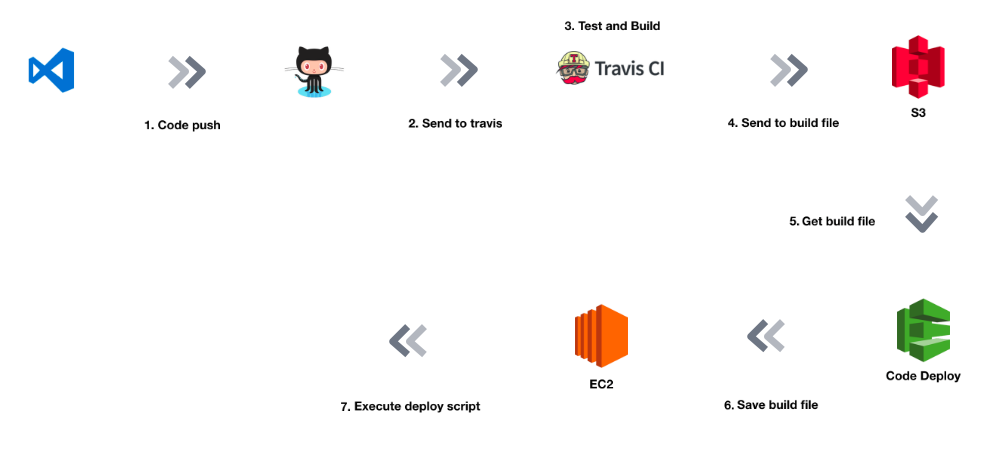 3. Test and Build
Travis CI
S3
1. Code push
2. Send to travis
4. Send to build file
5. Get build file
Code Deploy
EC2
7. Execute deploy script
6. Save build file